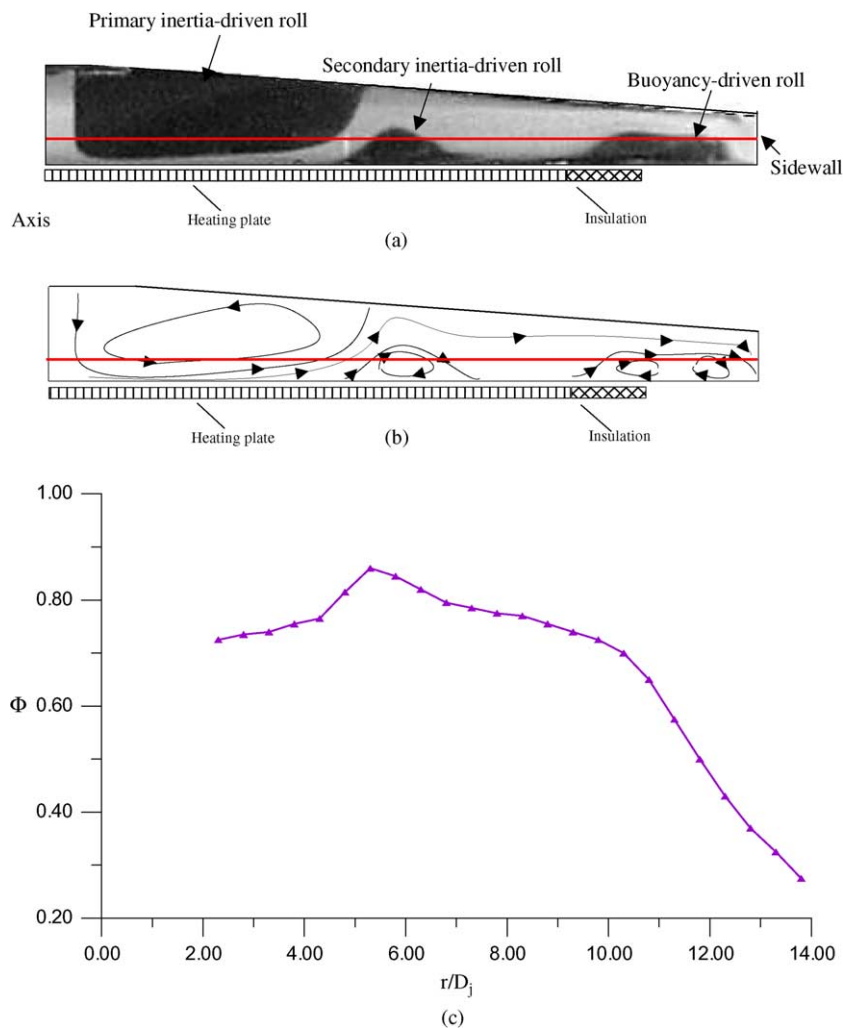 Primary inertia-driven roll
Secondary inertia-driven roll
Buoyancy-driven roll
Sidewall
Heating plate
Insulation
Axis
(a)
Heating plate
Insulation
(b)
1.00
0.80
Φ
0.60
0.40
0.20
0.00
2.00
4.00
6.00
8.00
10.00
12.00
14.00
r/Dj
(c)